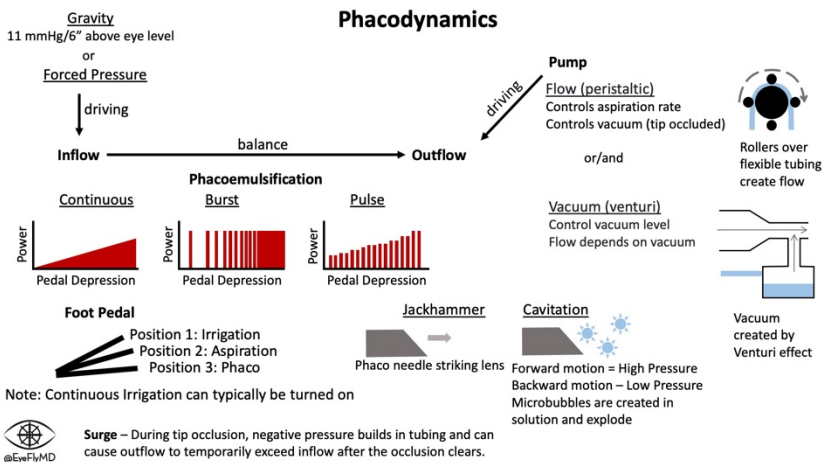 Phacodynamics
Gravity
11 mmHg/6” above eye level
or
Forced Pressure
driving
Inflow
balance
Outflow
driving
Pump
Flow (peristaltic)
Controls aspiration rate
Controls vacuum (tip occluded)
or/and
Rollers over
flexible tubing
create flow
Vacuum (venturi)
Control vacuum level
Flow depends on vacuum
Vacuum
created by
Venturi effect
Phacoemulsification
Continuous
Power
Pedal Depression
Burst
Power
Pedal Depression
Pulse
Power
Pedal Depression
Foot Pedal
Position 1: Irrigation
Position 2: Aspiration
Position 3: Phaco
Note: Continuous Irrigation can typically be turned on
Jackhammer
Phaco needle striking lens
Cavitation
Forward motion = High Pressure
Backward motion – Low Pressure
Microbubbles are created in
solution and explode
@EyeFlyMD
Surge – During tip occlusion, negative pressure builds in tubing and can
cause outflow to temporarily exceed inflow after the occlusion clears.